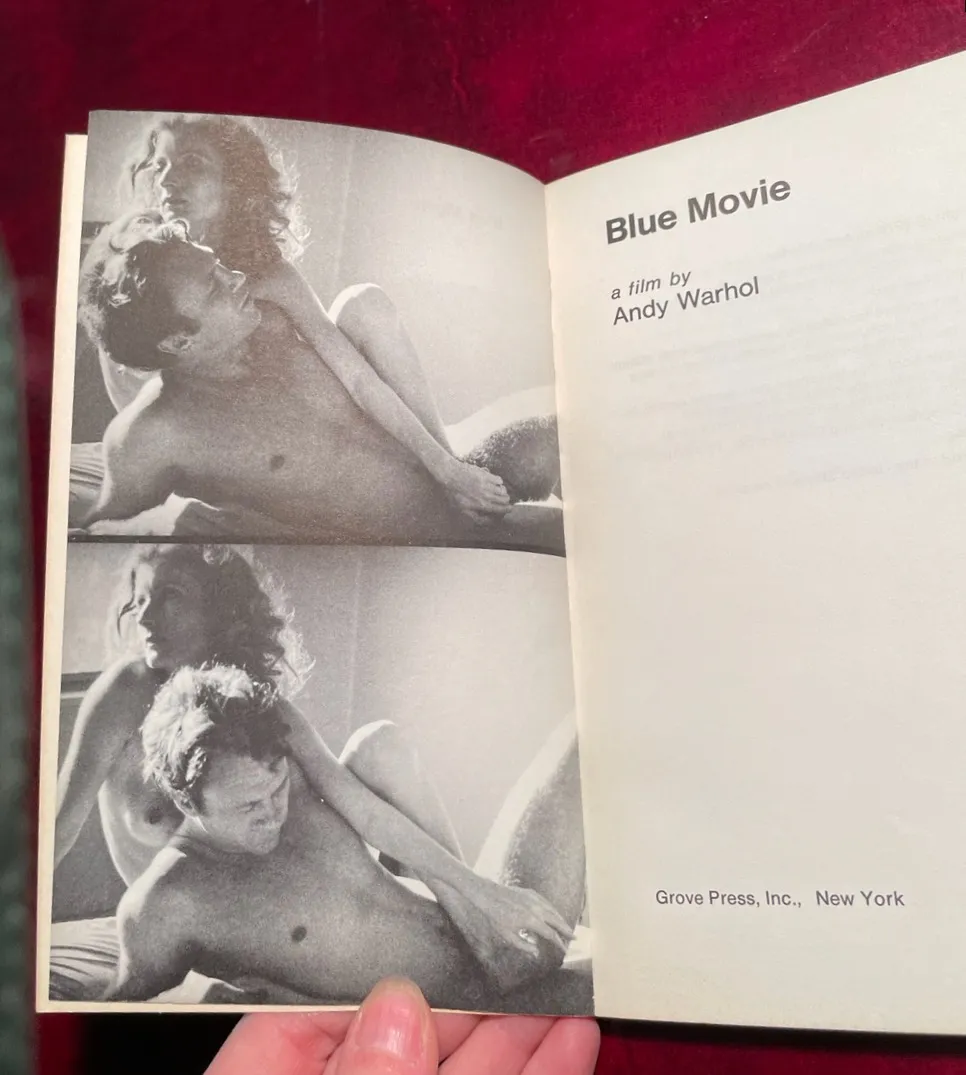 Blue Movie
a film by
Andy Warhol
Grove Press, Inc., New York